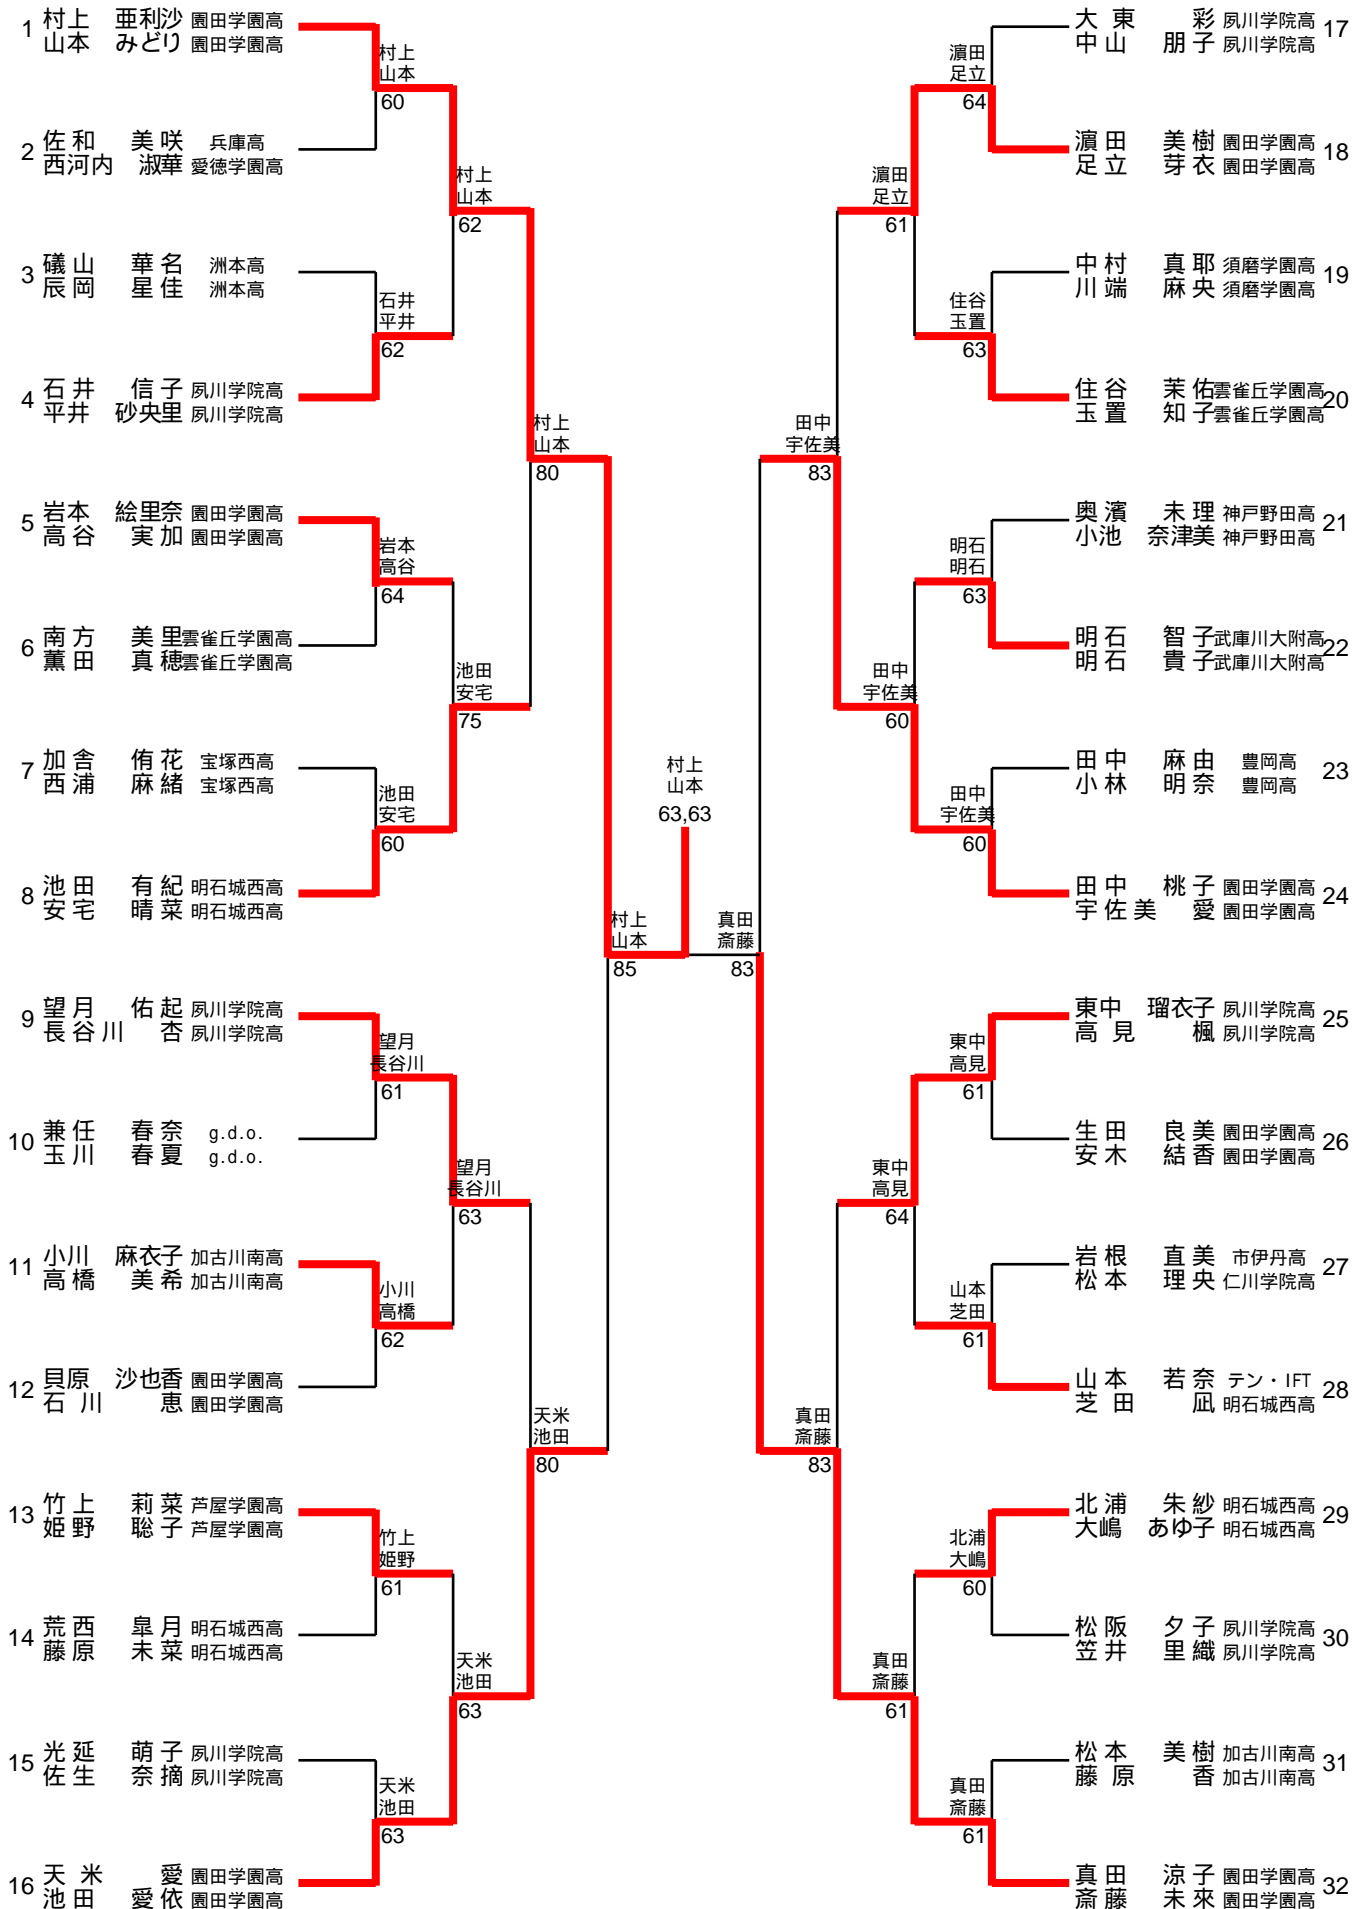 1 村上 亜利沙 園田学園高
山本 みどり 園田学園高
2 佐和 美咲 兵庫高
西河内 淑華 愛徳学園高
3 礒山 華名 洲本高
辰岡 星佳 洲本高
4 石井 信子 夙川学院高
平井 砂央里 夙川学院高
5 岩本 絵里奈 園田学園高
高谷 実加 園田学園高
6 南方 美里 雲雀丘学園高
薫田 真穂 雲雀丘学園高
7 加舎 侑花 宝塚西高
西浦 麻緒 宝塚西高
8 池田 有紀 明石城西高
安宅 晴菜 明石城西高
9 望月 佑起 夙川学院高
長谷川 杏 夙川学院高
10 兼任 春奈 g.d.o.
玉川 春夏 g.d.o.
11 小川 麻衣子 加古川南高
高橋 美希 加古川南高
12 貝原 沙也香 園田学園高
石川 恵 園田学園高
13 竹上 莉菜 芦屋学園高
姫野 聡子 芦屋学園高
14 荒西 皐月 明石城西高
藤原 未菜 明石城西高
15 光延 萌子 夙川学院高
佐生 奈摘 夙川学院高
16 天米 愛 園田学園高
池田 愛依 園田学園高
村上
山本
60
石井
平井
62
岩本
高谷
64
池田
安宅
60
望月
長谷川
61
小川
高橋
62
竹上
姫野
61
天米
池田
63
村上
山本
62
池田
安宅
75
望月
長谷川
63
天米
池田
63
村上
山本
80
天米
池田
80
村上
山本
85
村上
山本
63,63
真田
斎藤
83
田中
宇佐美
83
真田
斎藤
83
濵田
足立
61
田中
宇佐美
60
東中
高見
64
真田
斎藤
61
濵田
足立
64
住谷
玉置
63
明石
明石
63
田中
宇佐美
60
東中
高見
61
山本
芝田
61
北浦
大嶋
60
真田
斎藤
61
大東 彩 夙川学院高 17
中山 朋子 夙川学院高
濵田 美樹 園田学園高 18
足立 芽衣 園田学園高
中村 真耶 須磨学園高 19
川端 麻央 須磨学園高
住谷 茉佑 雲雀丘学園高 20
玉置 知子 雲雀丘学園高
奥濱 未理 神戸野田高 21
小池 奈津美 神戸野田高
明石 智子 武庫川大附高 22
明石 貴子 武庫川大附高
田中 麻由 豊岡高 23
小林 明奈 豊岡高
田中 桃子 園田学園高 24
宇佐美 愛 園田学園高
東中 瑠衣子 夙川学院高 25
高見 楓 夙川学院高
生田 良美 園田学園高 26
安木 結香 園田学園高
岩根 直美 市伊丹高 27
松本 理央 仁川学院高
山本 若奈 テン・IFT 28
芝田 凪 明石城西高
北浦 朱紗 明石城西高 29
大嶋 あゆ子 明石城西高
松阪 夕子 夙川学院高 30
笠井 里織 夙川学院高
松本 美樹 加古川南高 31
藤原 香 加古川南高
真田 涼子 園田学園高 32
斎藤 未來 園田学園高